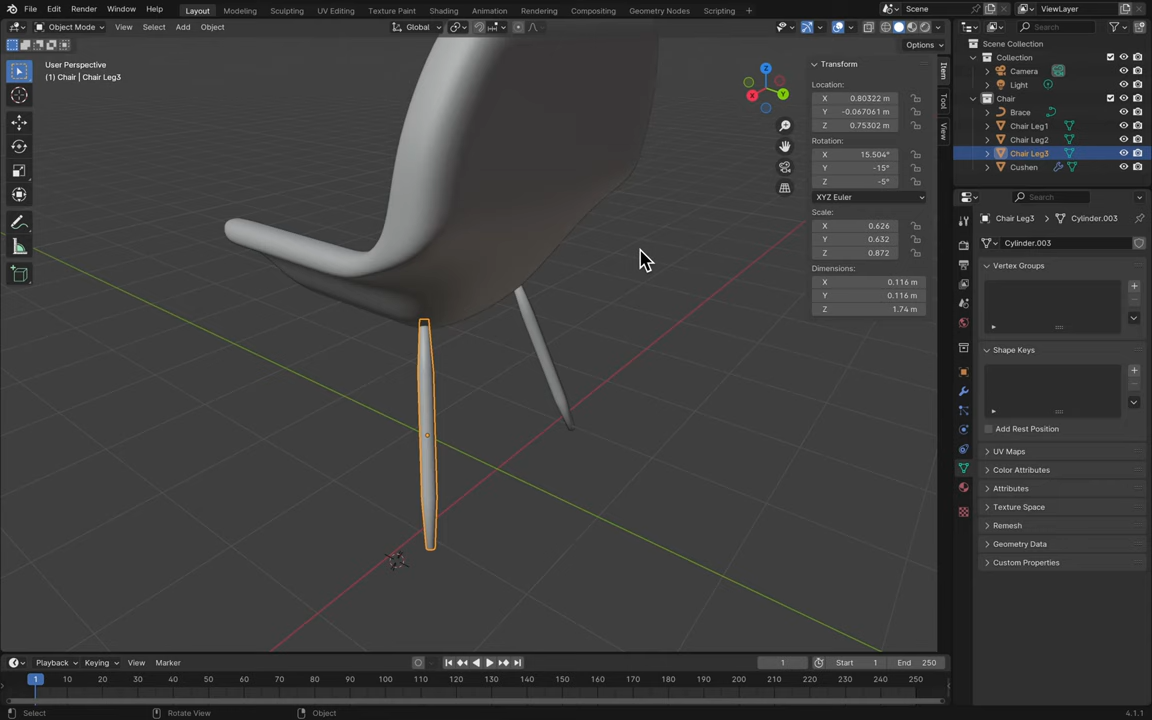 File Edit Render Window Help Layout Modeling Sculpting UV Editing Texture Paint Shading Animation Rendering Compositing Geometry Nodes Scripting Scene ViewLayer
Object Mode View Select Add Object Global Search
Options
User Perspective
(1) Chair | Chair Leg3
Transform
Location:
X 0.80322 m
Y -0.067061 m
Z 0.75302 m
Rotation:
X 15.504°
Y -15°
Z -5°
XYZ Euler
Scale:
X 0.626
Y 0.632
Z 0.872
Dimensions:
X 0.116 m
Y 0.116 m
Z 1.74 m
Item
Tool
View
X
Y
Z
Scene Collection
Collection
Camera
Light
Chair
Brace
Chair Leg1
Chair Leg2
Chair Leg3
Cushen
Search
Chair Leg3 > Cylinder.003
Cylinder.003
Vertex Groups
Shape Keys
Add Rest Position
UV Maps
Color Attributes
Attributes
Texture Space
Remesh
Geometry Data
Custom Properties
Playback Keying View Marker 1 Start 1 End 250
1 10 20 30 40 50 60 70 80 90 100 110 120 130 140 150 160 170 180 190 200 210 220 230 240 250
Select Rotate View Object 4.1.1